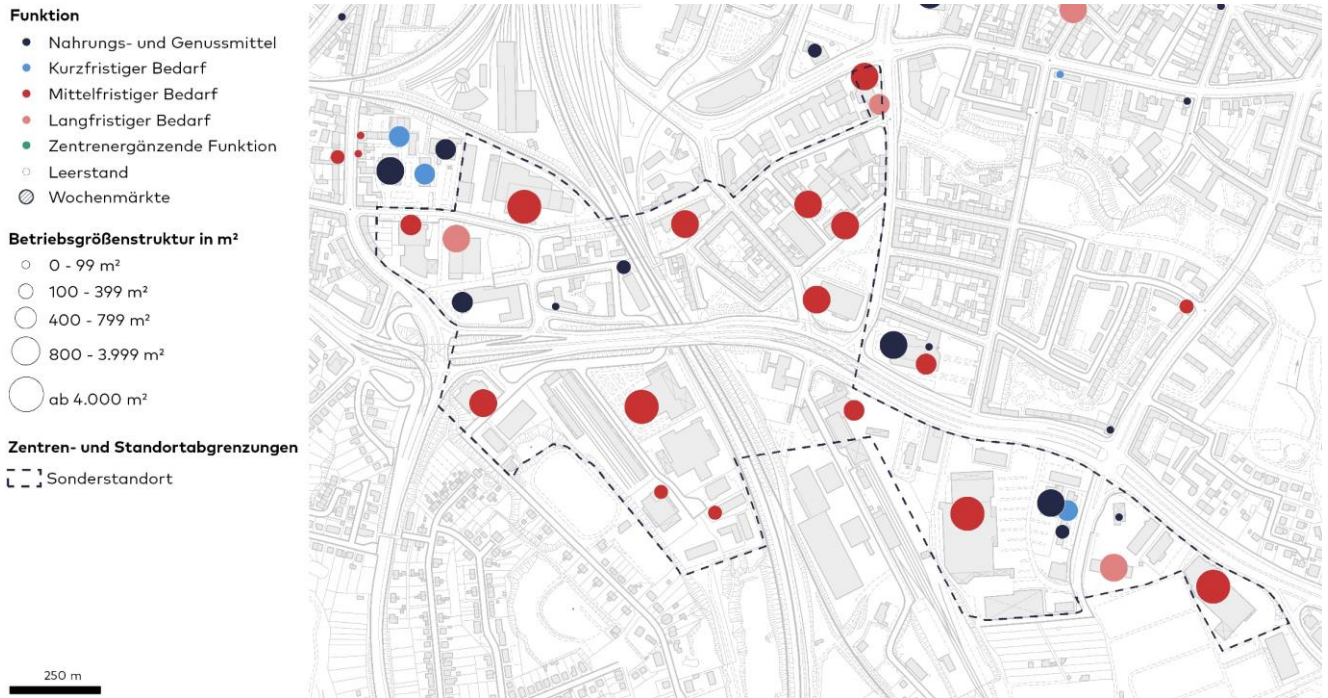 Funktion
Nahrungs- und Genussmittel
Kurzfristiger Bedarf
Mittelfristiger Bedarf
Langfristiger Bedarf
Zentrenergänzende Funktion
Leerstand
Wochenmärkte
Betriebsgrößenstruktur in m²
0 - 99 m²
100 - 399 m²
400 - 799 m²
800 - 3.999 m²
ab 4.000 m²
Zentren- und Standortabgrenzungen
Sonderstandort
250 m